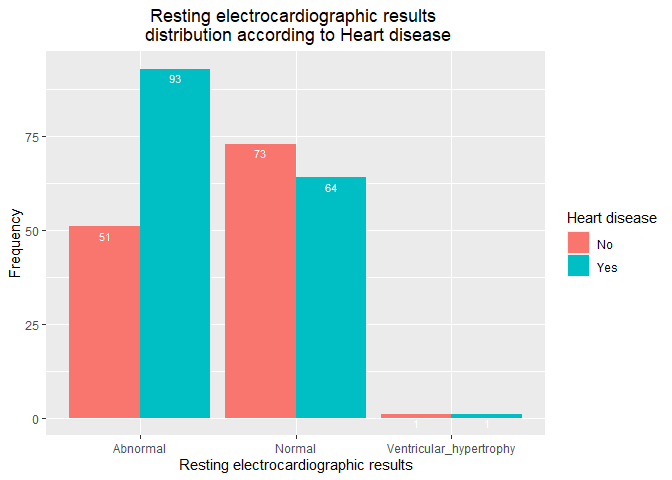 Resting electrocardiographic results
distribution according to Heart disease
Frequency
75
50
25
0
51
93
73
64
1
1
Abnormal
Normal
Ventricular_hypertrophy
Resting electrocardiographic results
Heart disease
No
Yes